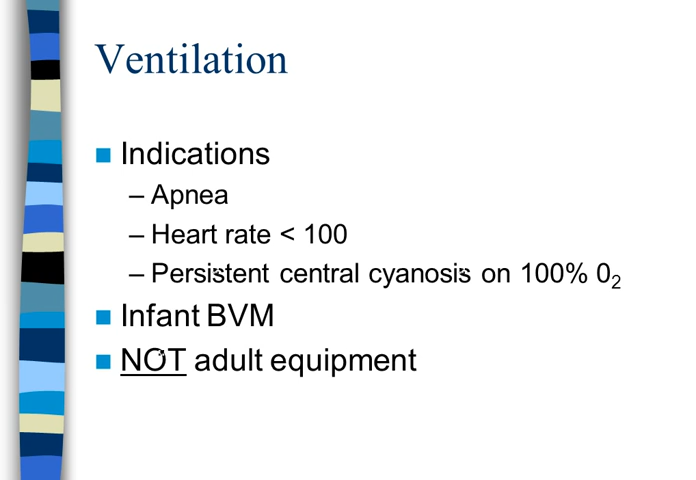 Ventilation
■ Indications
– Apnea
– Heart rate < 100
– Persistent central cyanosis on 100% 0₂
■ Infant BVM
■ NOT adult equipment